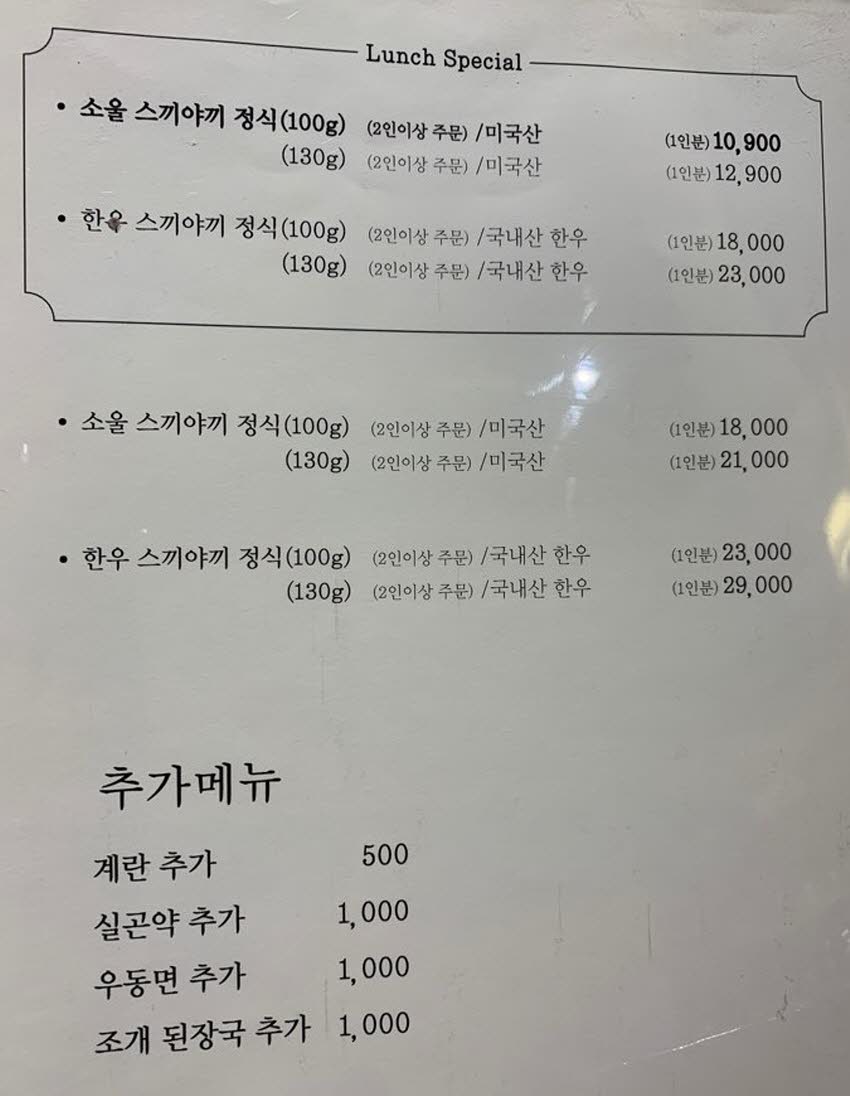 Lunch Special
• 소울 스끼야끼 정식(100g) (2인이상 주문) /미국산 (1인분) 10,900
(130g) (2인이상 주문) /미국산 (1인분) 12,900
• 한우 스끼야끼 정식(100g) (2인이상 주문) /국내산 한우 (1인분) 18,000
(130g) (2인이상 주문) /국내산 한우 (1인분) 23,000
• 소울 스끼야끼 정식(100g) (2인이상 주문) /미국산 (1인분) 18,000
(130g) (2인이상 주문) /미국산 (1인분) 21,000
• 한우 스끼야끼 정식(100g) (2인이상 주문) /국내산 한우 (1인분) 23,000
(130g) (2인이상 주문) /국내산 한우 (1인분) 29,000
추가메뉴
계란 추가 500
실곤약 추가 1,000
우동면 추가 1,000
조개 된장국 추가 1,000